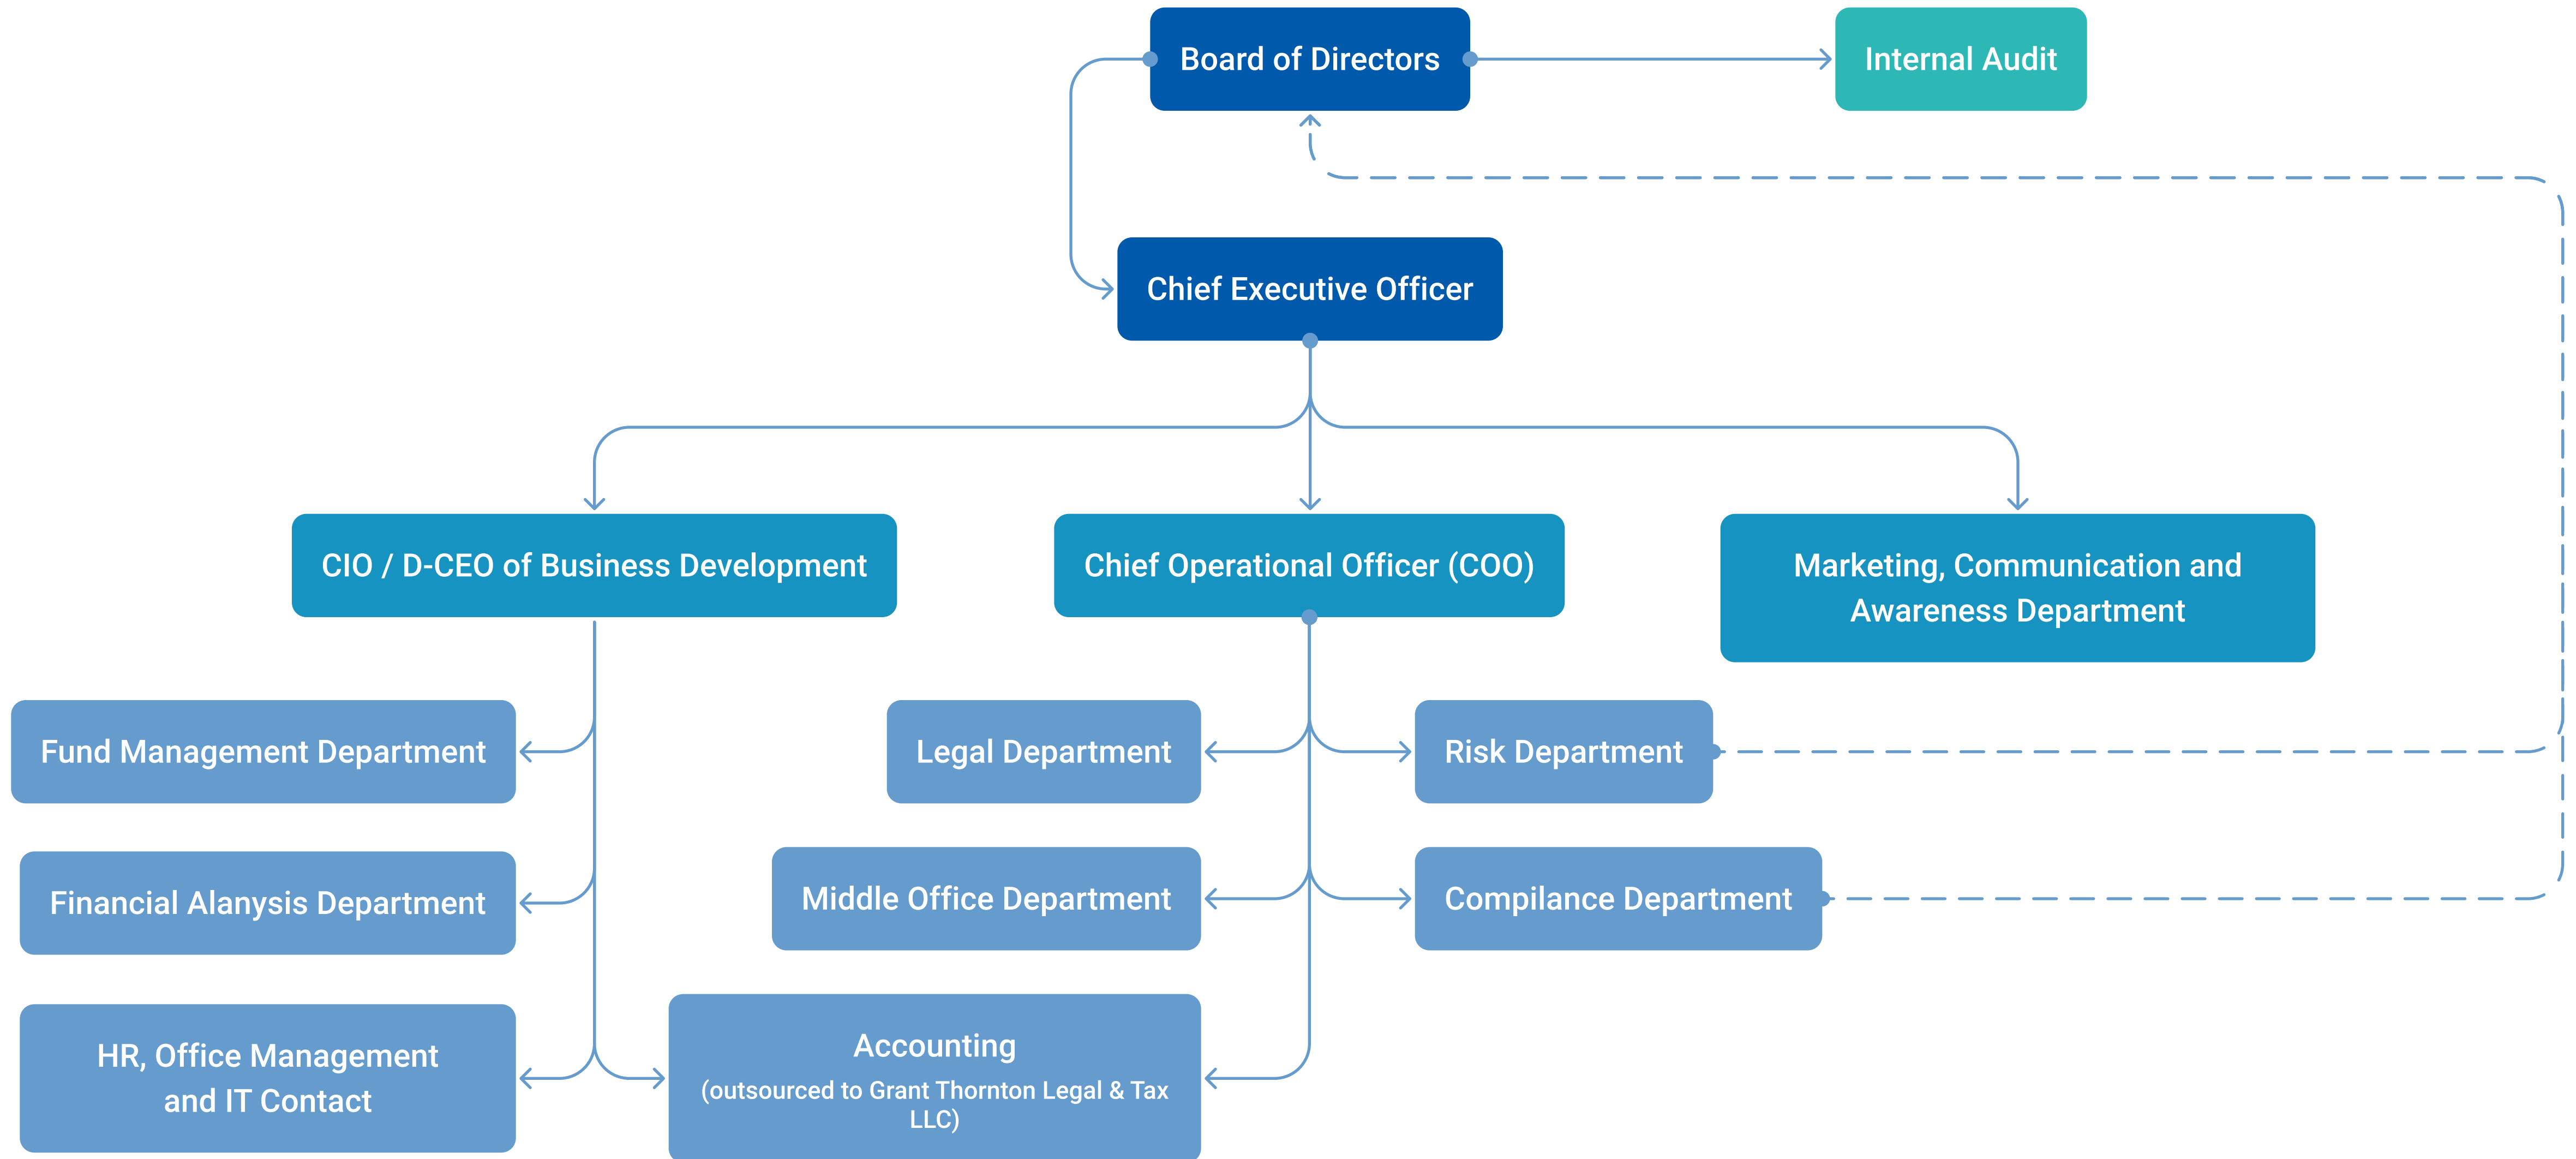 Board of Directors
Internal Audit
Chief Executive Officer
CIO / D-CEO of Business Development
Chief Operational Officer (COO)
Marketing, Communication and
Awareness Department
Fund Management Department
Legal Department
Risk Department
Financial Alanysis Department
Middle Office Department
Compilance Department
HR, Office Management
and IT Contact
Accounting
(outsourced to Grant Thornton Legal & Tax
LLC)